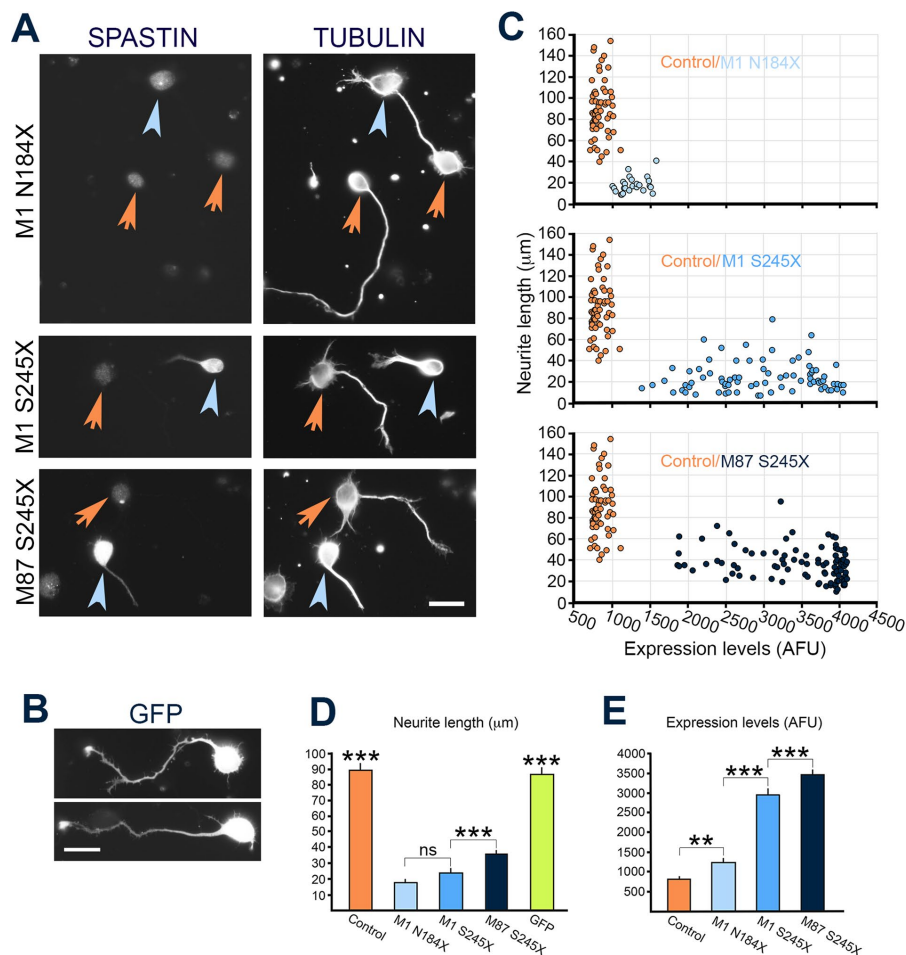 A
SPASTIN
TUBULIN
M1 N184X
M1 S245X
M87 S245X
C
160
140
120
100
80
60
40
20
0
Control/M1 N184X
160
140
120
100
80
60
40
20
0
Control/M1 S245X
160
140
120
100
80
60
40
20
0
Control/M87 S245X
Neurite length (μm)
500
1000
1500
2000
2500
3000
3500
4000
4500
Expression levels (AFU)
B
GFP
D
Neurite length (μm)
100
90
80
70
60
50
40
30
20
10
***
ns
***
***
Control
M1 N184X
M1 S245X
M87 S245X
GFP
E
Expression levels (AFU)
4000
3500
3000
2500
2000
1500
1000
500
**
***
***
Control
M1 N184X
M1 S245X
M87 S245X